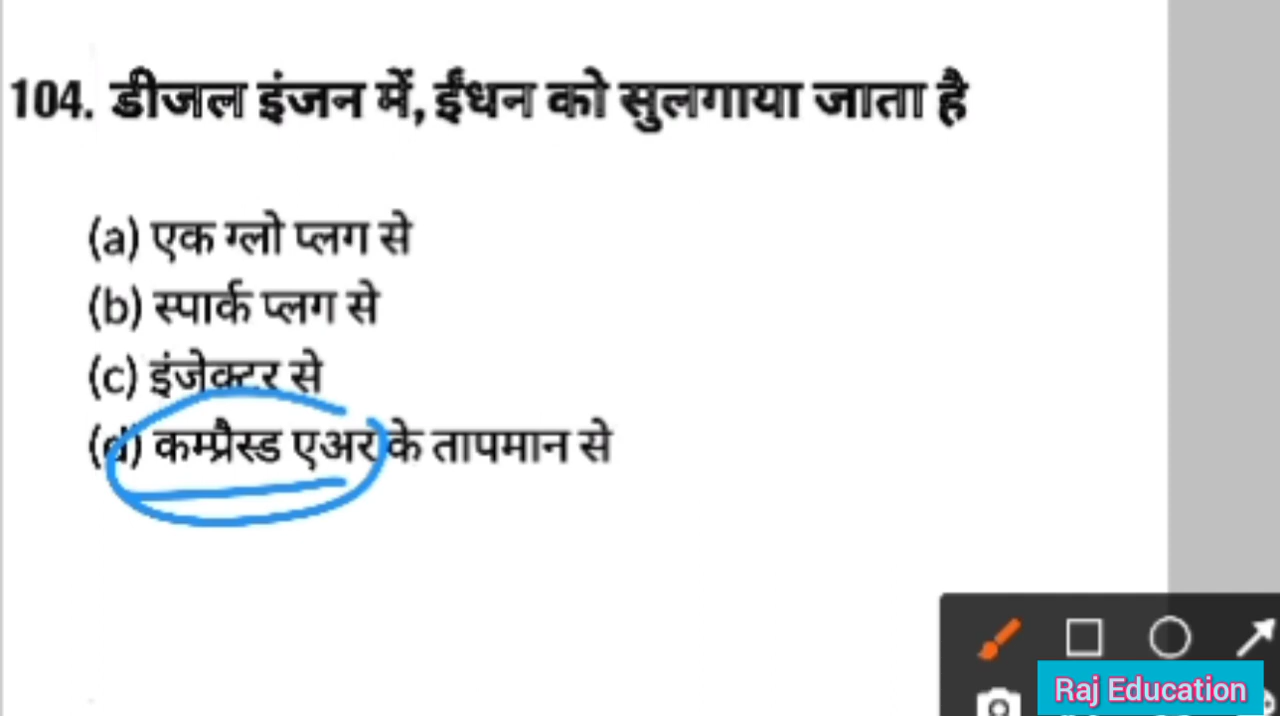 104. डीजल इंजन में, ईंधन को सुलगाया जाता है
(a) एक ग्लो प्लग से
(b) स्पार्क प्लग से
(c) इंजेक्टर से
(d) कम्प्रैस्ड एअर के तापमान से
Raj Education